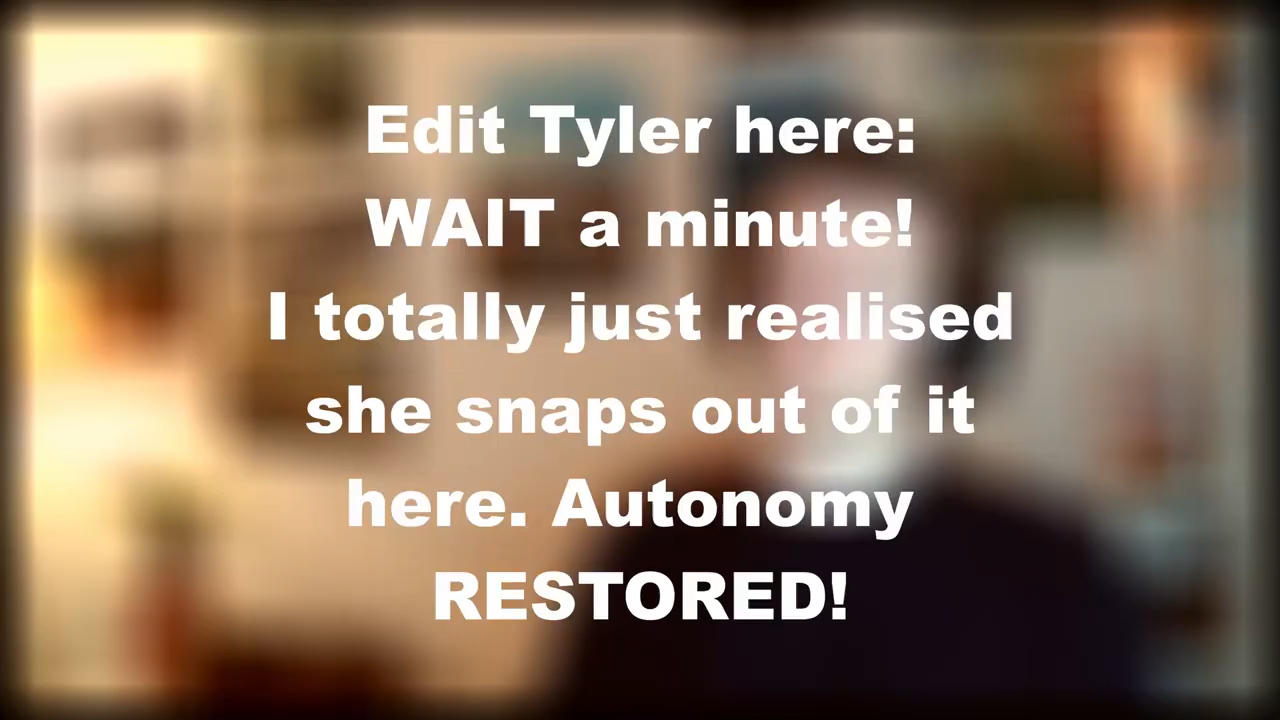 Edit Tyler here:
WAIT a minute!
I totally just realised
she snaps out of it
here. Autonomy
RESTORED!